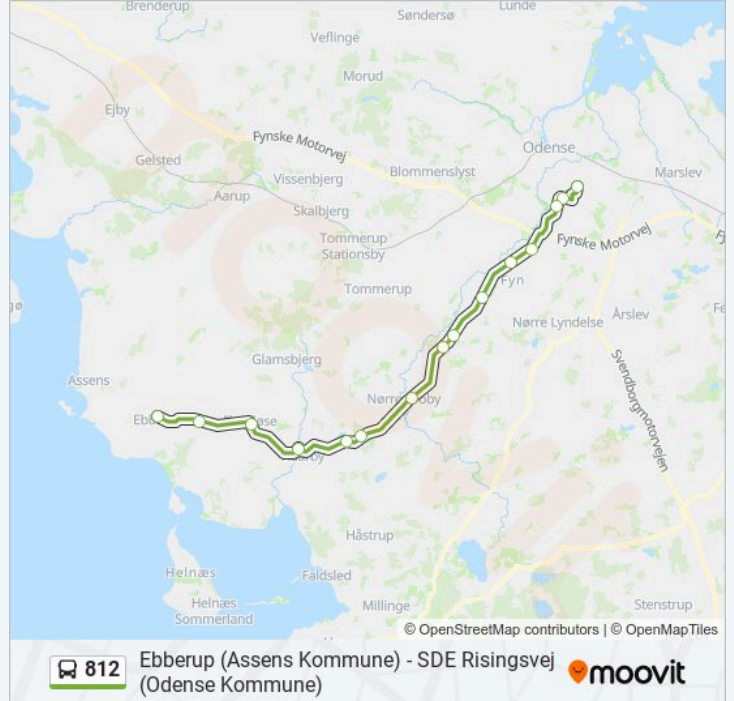 Brenderup
Søndersø
Lunde
Veflinge
Morud
Ejby
Fynske Motorvej
Odense
Gelsted
Blommenslyst
Marslev
Vissenbjerg
Aarup
Skalbjerg
Tommerup
Stationsby
Fynske Motorvej
Fyn
Tommerup
Nørre Lyndelse
Årslev
Glamsbjerg
Svendborgmotorvejen
Assens
Håstrup
Helnæs
Faldsled
Helnæs
Sommerland
Millinge
Stenstrup
© OpenStreetMap contributors | © OpenMapTiles
812
Ebberup (Assens Kommune) - SDE Risingsvej
(Odense Kommune)
moovit